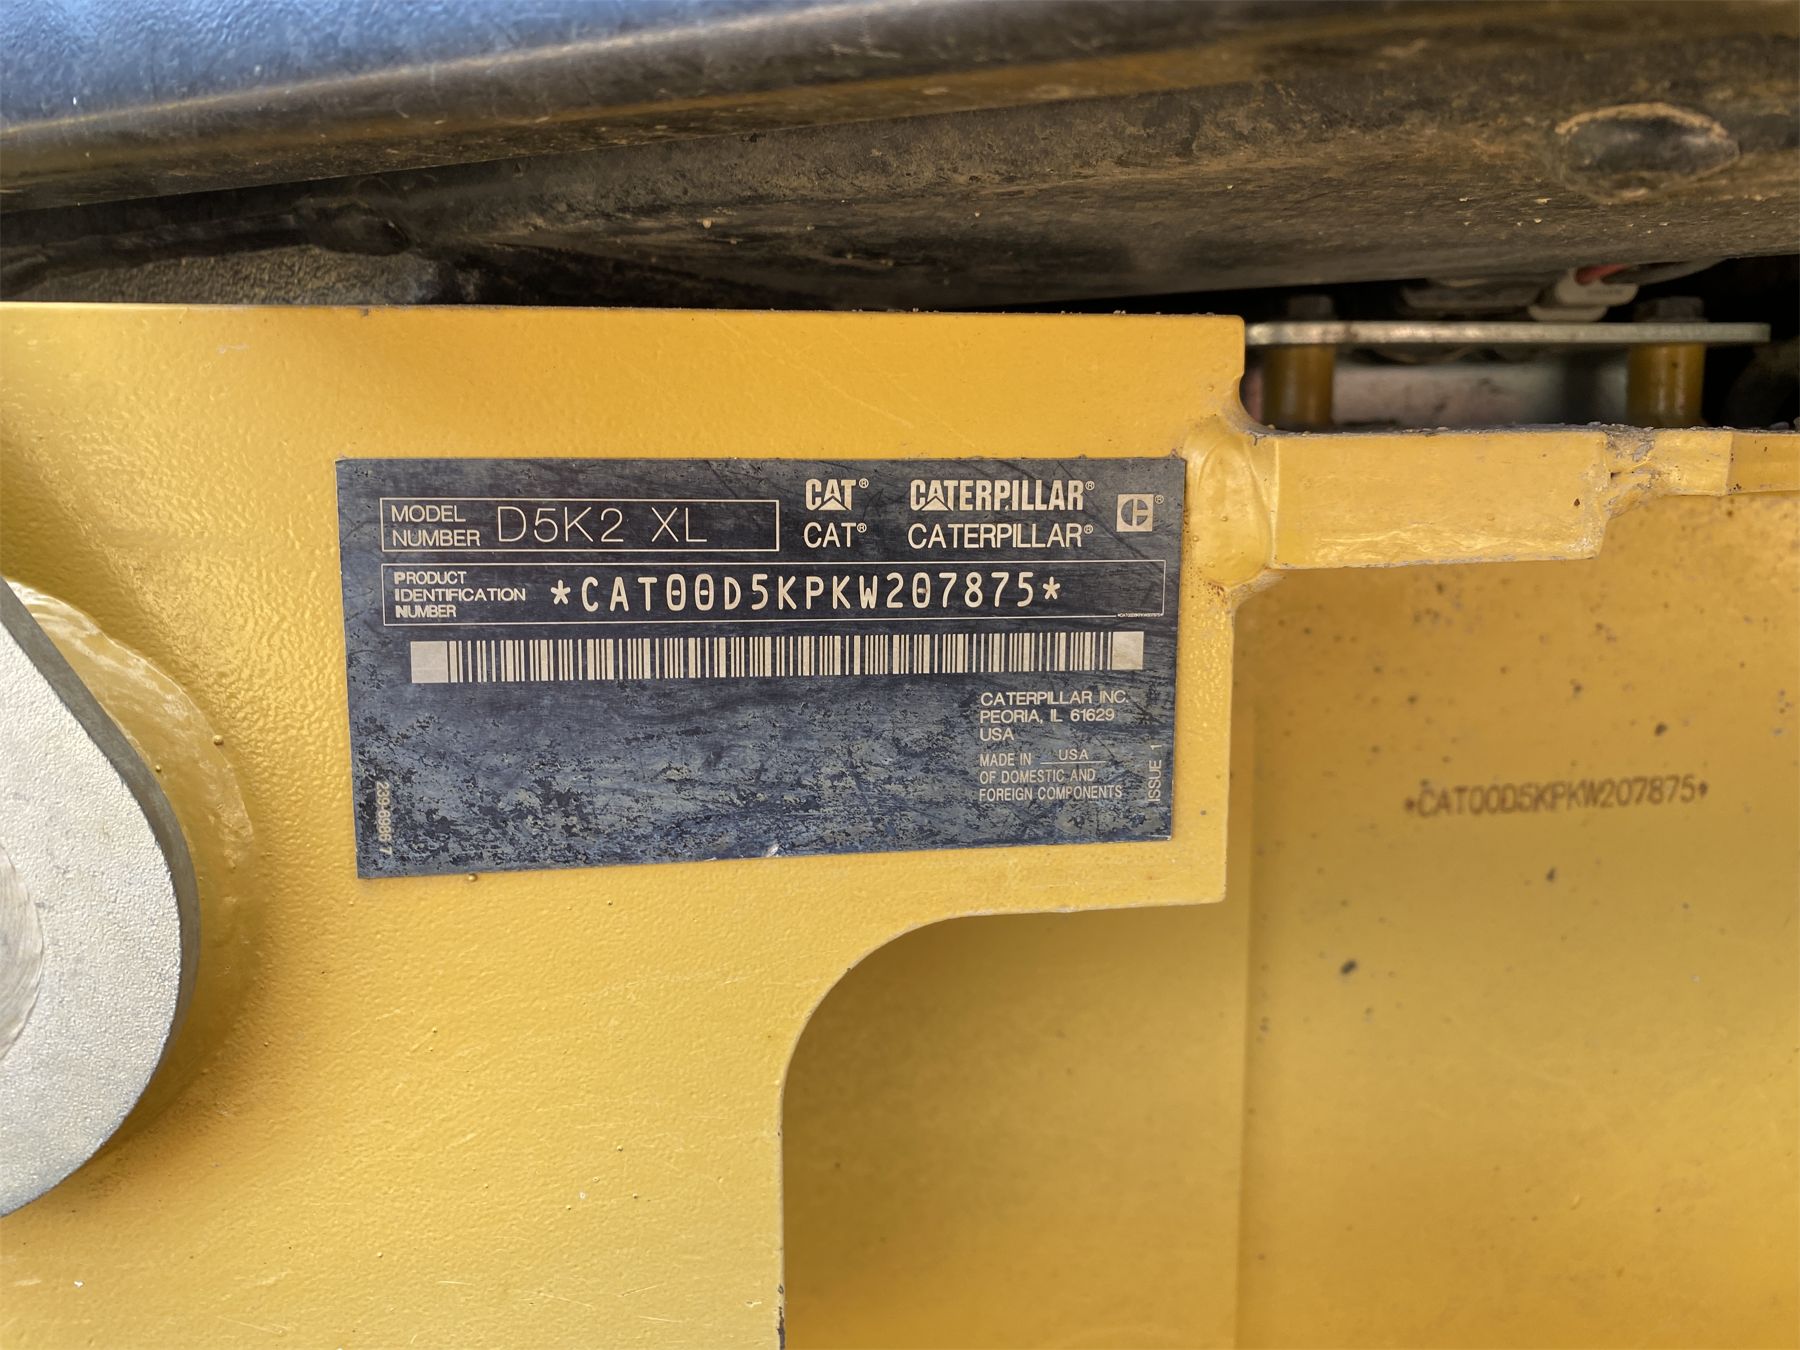 MODEL
NUMBER D5K2 XL
CAT® CATERPILLAR® ®
CAT® CATERPILLAR®
PRODUCT
IDENTIFICATION
NUMBER
*CAT00D5KPKW207875*
*CAT00D5KPKW207875*
CATERPILLAR INC.
PEORIA, IL 61629
USA
MADE IN USA
OF DOMESTIC AND
FOREIGN COMPONENTS
ISSUE 1
*CAT00D5KPKW207875*